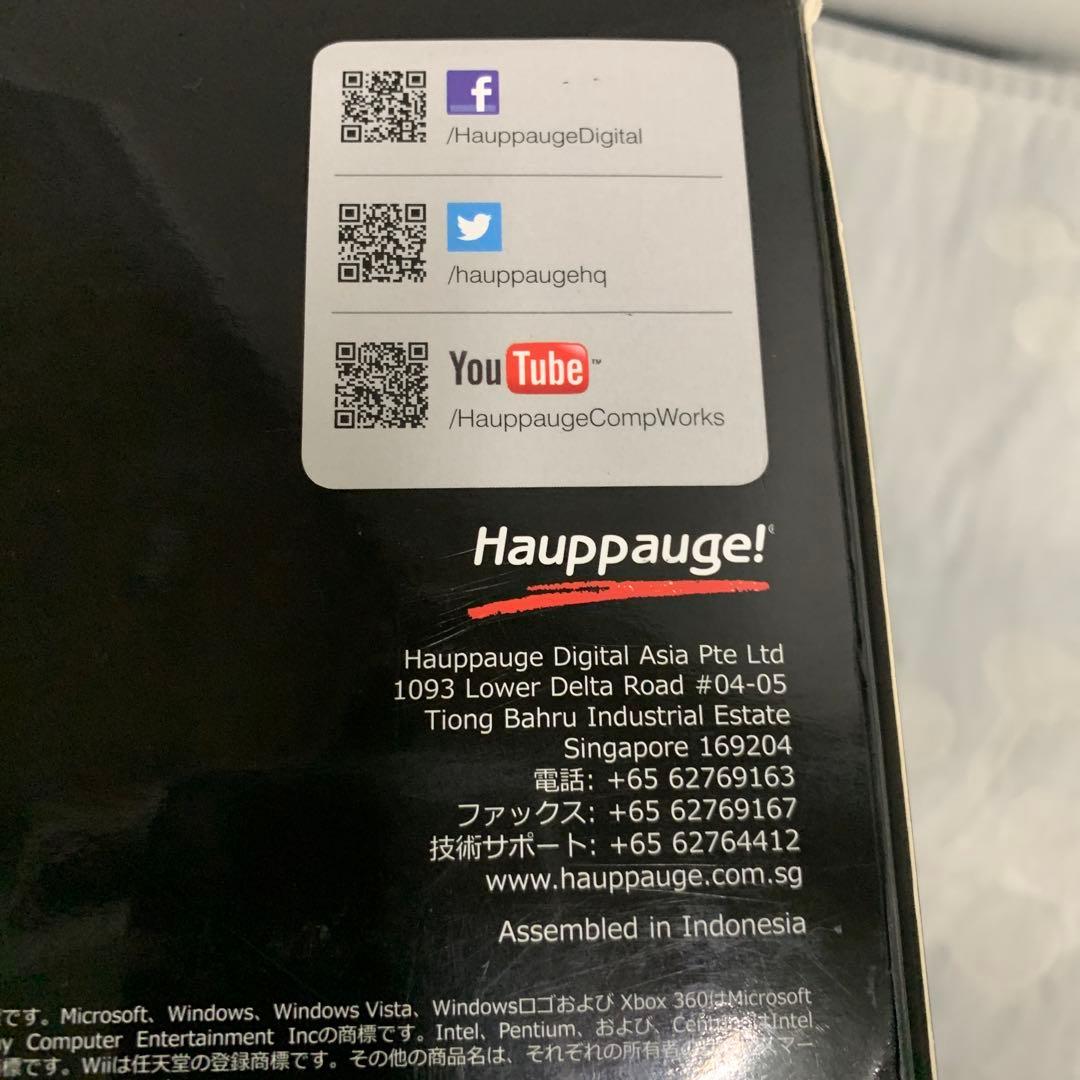 f
/HauppaugeDigital
/hauppaugehq
YouTube™
/HauppaugeCompWorks
Hauppauge!
Hauppauge Digital Asia Pte Ltd
1093 Lower Delta Road #04-05
Tiong Bahru Industrial Estate
Singapore 169204
電話: +65 62769163
ファックス: +65 62769167
技術サポート: +65 62764412
www.hauppauge.com.sg
Assembled in Indonesia
です。Microsoft、Windows、Windows Vista、Windowsロゴおよび Xbox 360はMicrosoft
y Computer Entertainment Incの商標です。Intel、Pentium、および、 Intel、
標です。Wiiは任天堂の登録商標です。その他の商品名は、それぞれの所有者